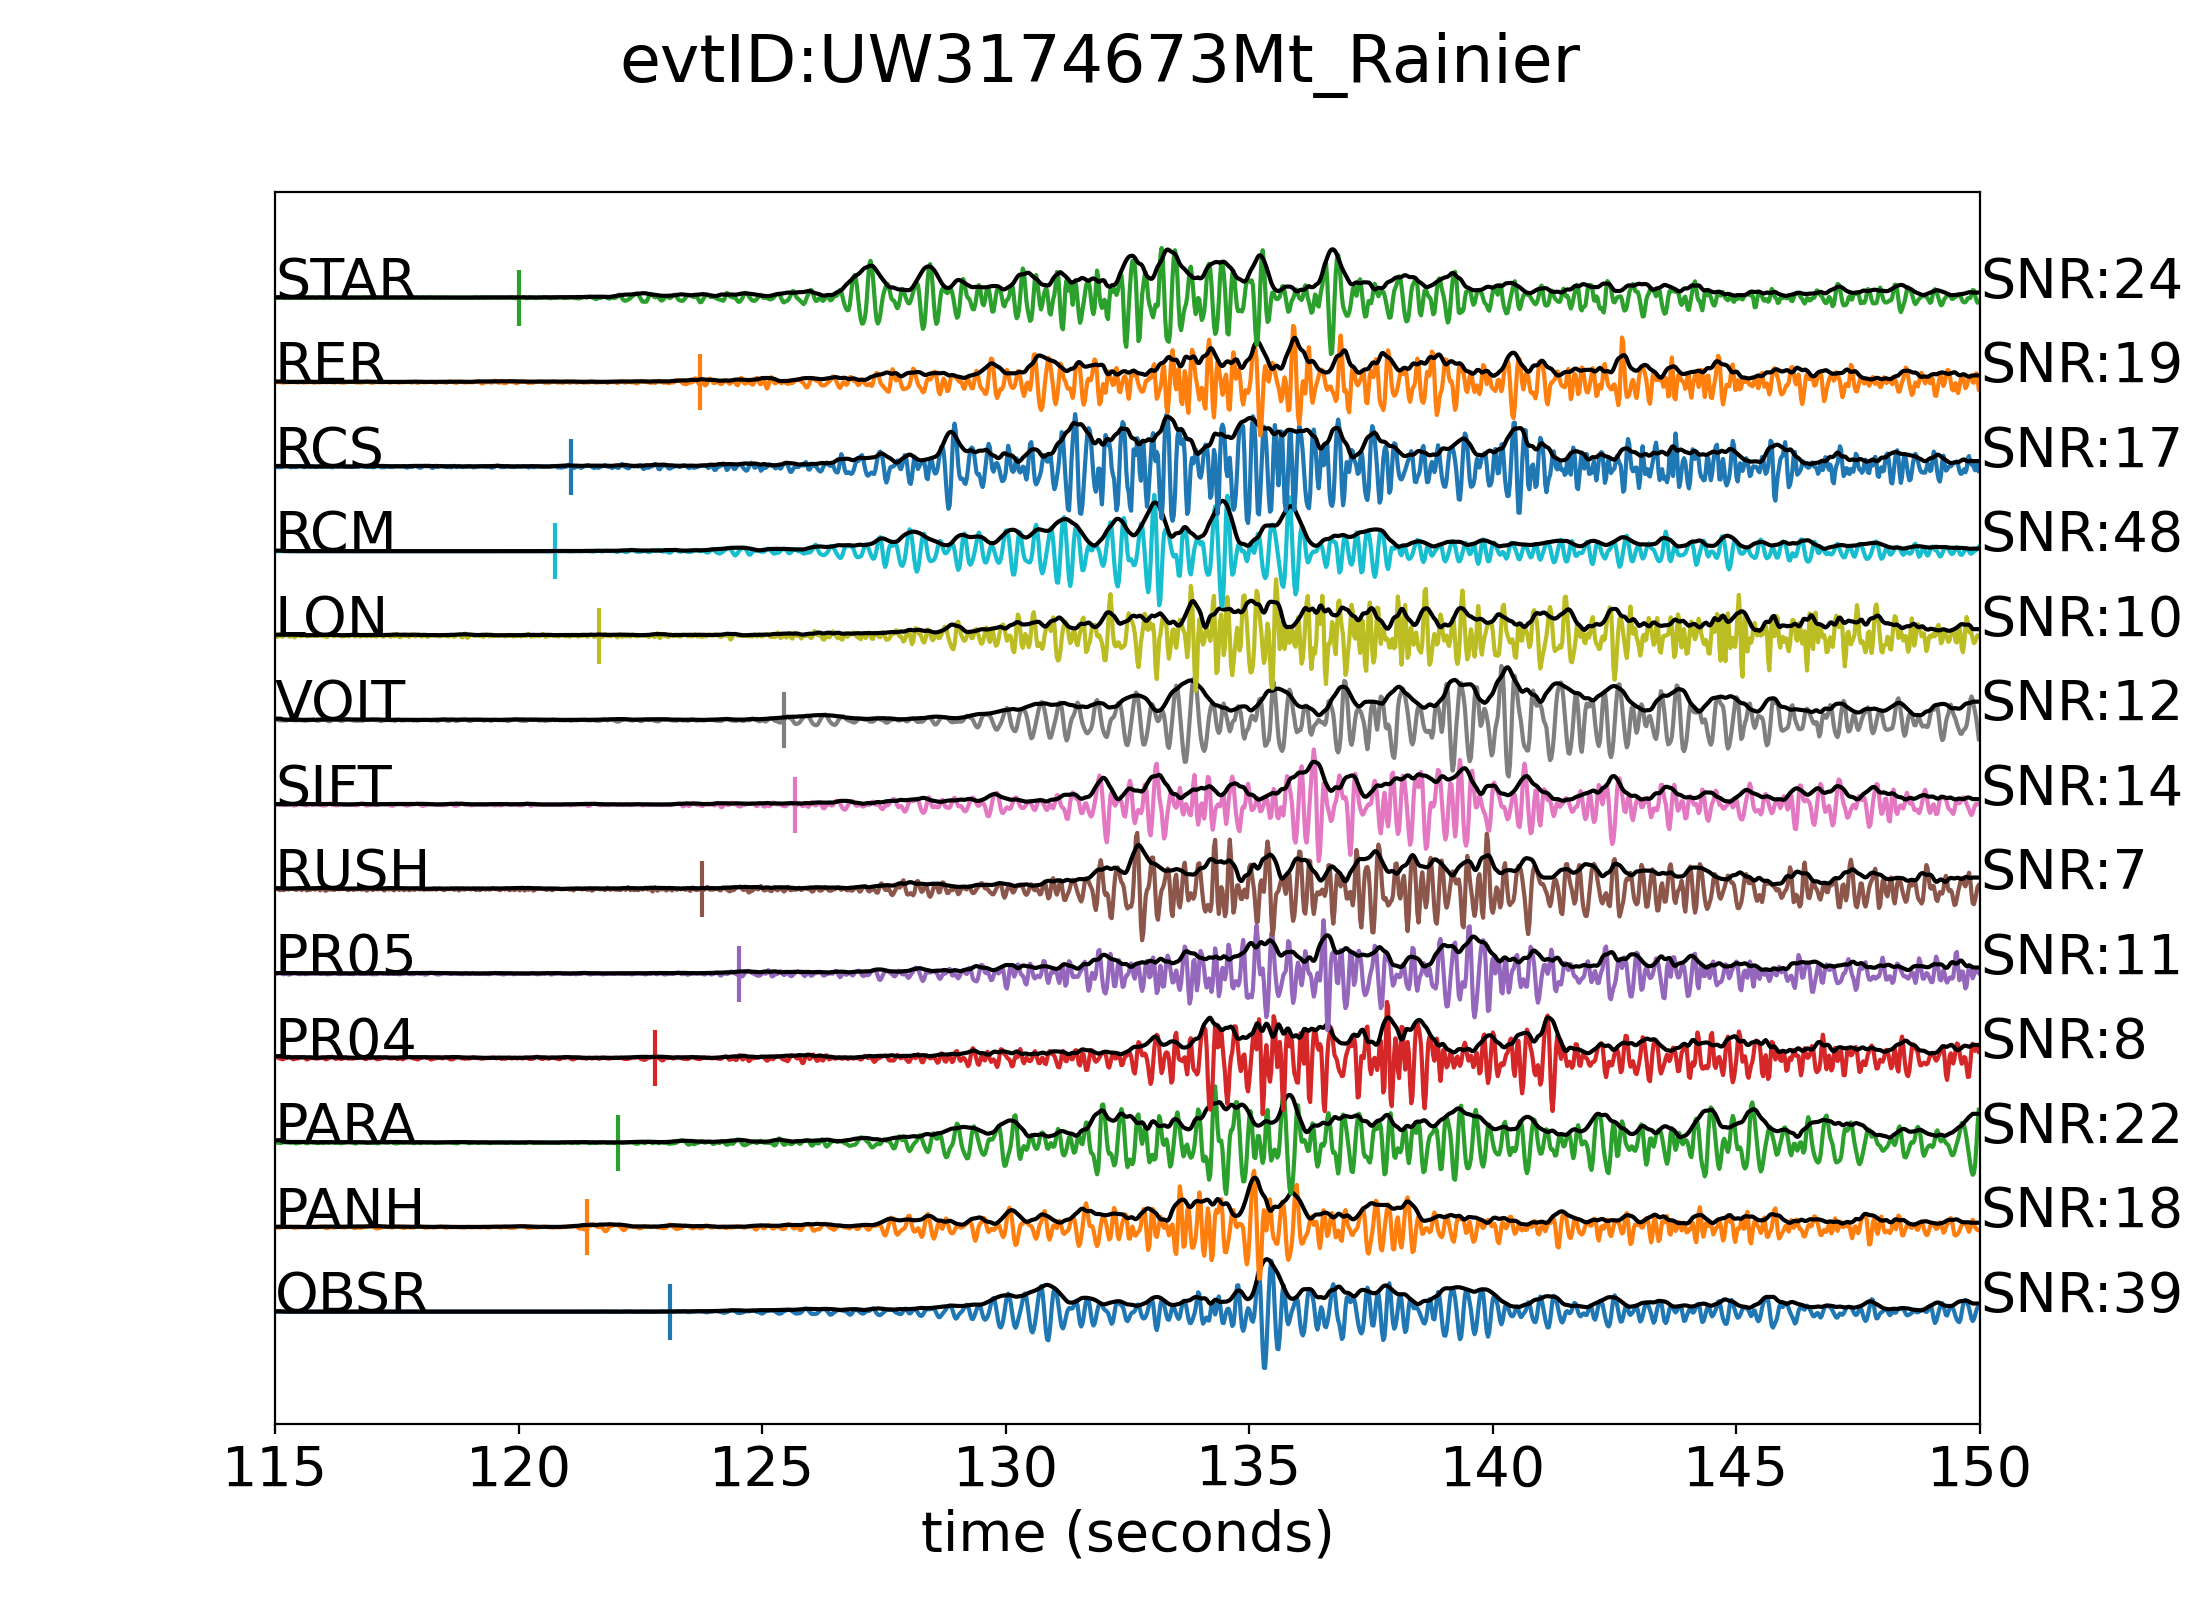 evtID:UW3174673Mt_Rainier
STAR SNR:24
RER SNR:19
RCS SNR:17
RCM SNR:48
LON SNR:10
VOIT SNR:12
SIFT SNR:14
RUSH SNR:7
PR05 SNR:11
PR04 SNR:8
PARA SNR:22
PANH SNR:18
OBSR SNR:39
115 120 125 130 135 140 145 150
time (seconds)